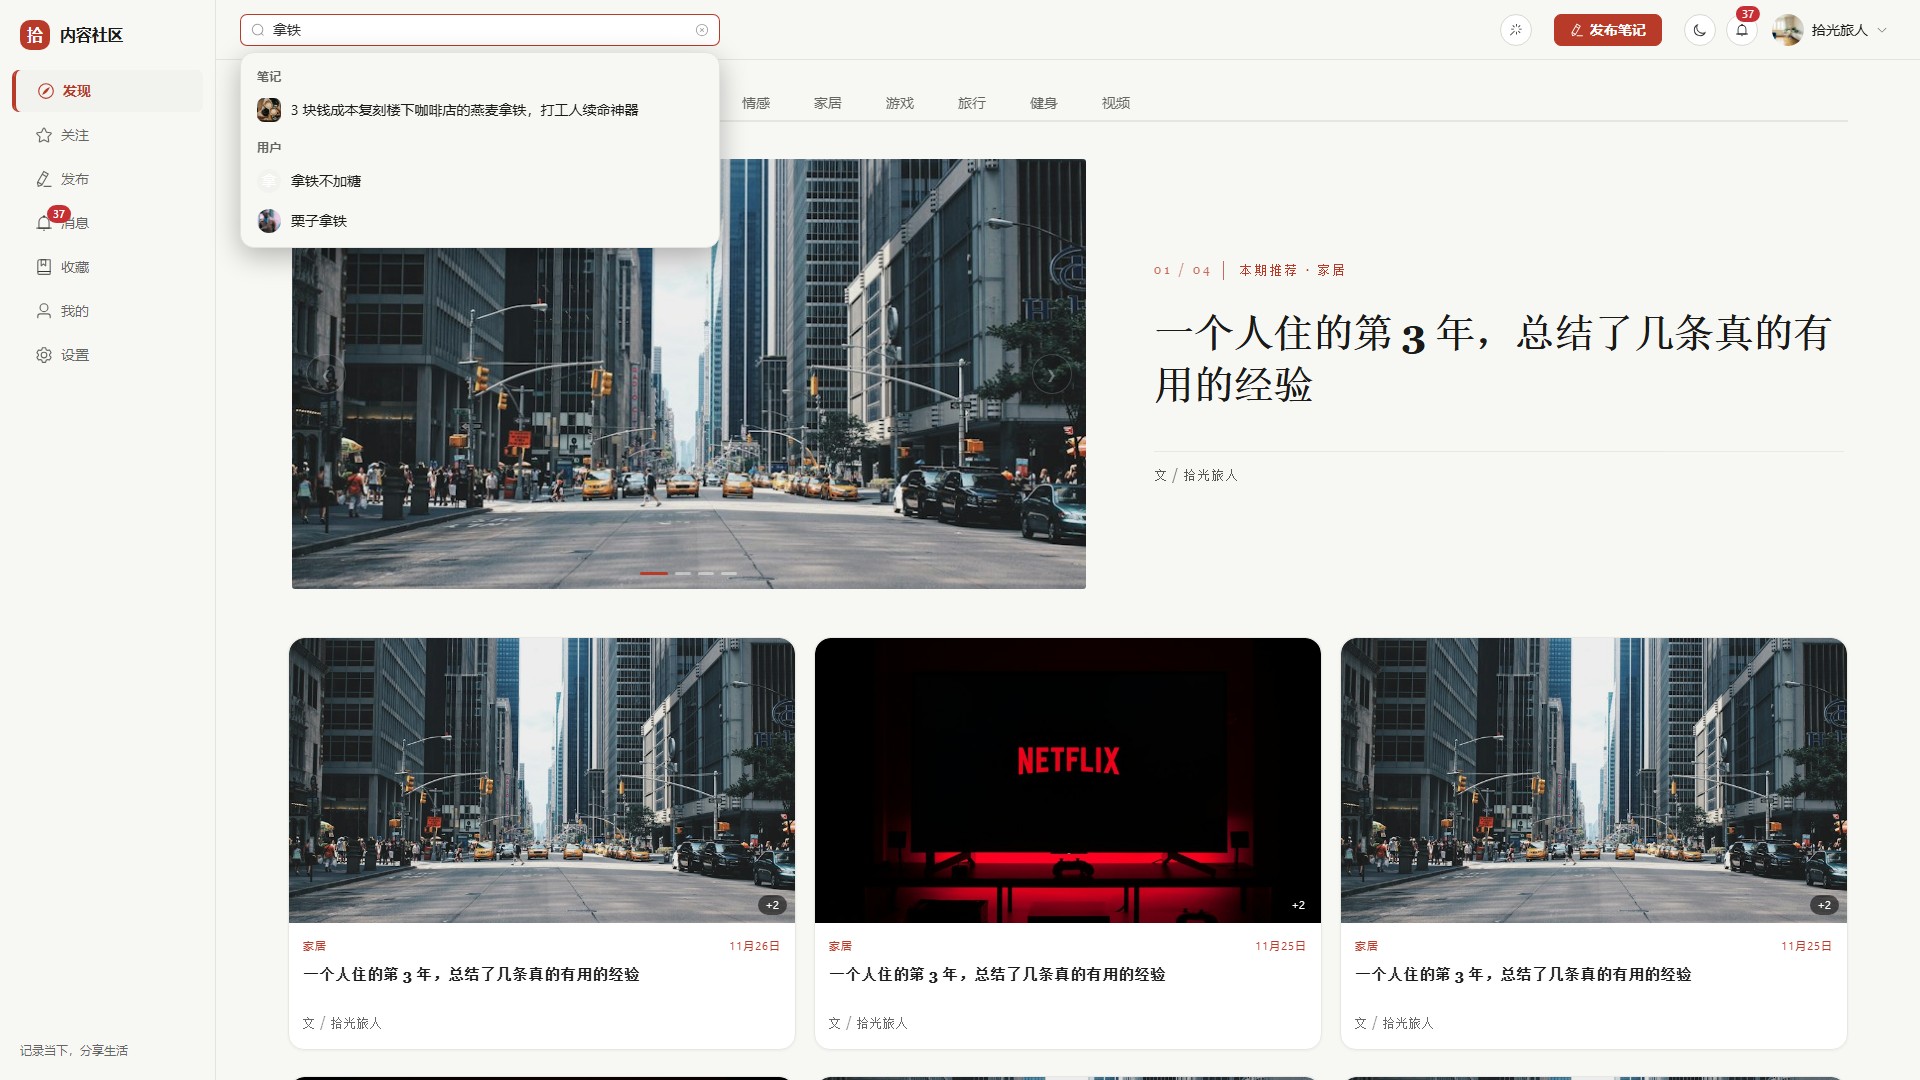 拾 内容社区
拿铁
发布笔记
37
拾光旅人
发现
关注
发布
37
消息
收藏
我的
设置
记录当下，分享生活
笔记
3 块钱成本复刻楼下咖啡店的燕麦拿铁，打工人续命神器
用户
拿铁不加糖
栗子拿铁
情感
家居
游戏
旅行
健身
视频
01 / 04 本期推荐 · 家居
一个人住的第 3 年，总结了几条真的有
用的经验
文 / 拾光旅人
+2
家居 11月26日
一个人住的第 3 年，总结了几条真的有用的经验
文 / 拾光旅人
NETFLIX
+2
家居 11月25日
一个人住的第 3 年，总结了几条真的有用的经验
文 / 拾光旅人
+2
家居 11月25日
一个人住的第 3 年，总结了几条真的有用的经验
文 / 拾光旅人